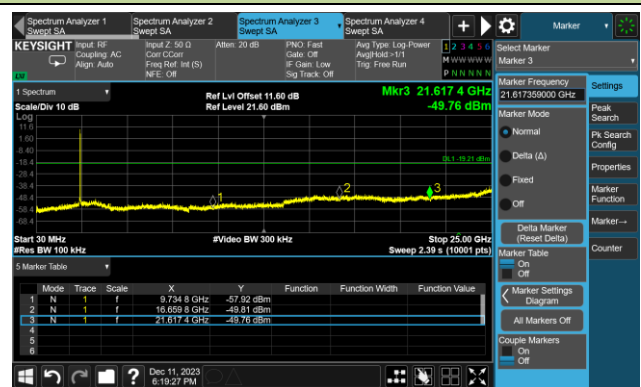 Spectrum Analyzer 1
Swept SA
Spectrum Analyzer 2
Swept SA
Spectrum Analyzer 3
Swept SA
Spectrum Analyzer 4
Swept SA
+
Marker
KEYSIGHT
Input: RF
Coupling: AC
Align: Auto
Input Z: 50 Ω
Corr CCorr
Freq Ref: Int (S)
NFE: Off
Atten: 20 dB
PNO: Fast
Gate: Off
IF Gain: Low
Sig Track: Off
Avg Type: Log-Power
Avg|Hold:>1/1
Trig: Free Run
1 2 3 4 5 6
M W W W W W
P N N N N N
LW
Select Marker
Marker 3
1 Spectrum
Scale/Div 10 dB
Ref Lvl Offset 11.60 dB
Ref Level 21.60 dBm
Mkr3 21.617 4 GHz
-49.76 dBm
Log
11.6
1.60
-8.40
-18.4
-28.4
-38.4
-48.4
-58.4
-68.4
DL1 -19.21 dBm
1
2
3
Start 30 MHz
#Res BW 100 kHz
#Video BW 300 kHz
Stop 25.00 GHz
Sweep 2.39 s (10001 pts)
5 Marker Table
Mode Trace Scale X Y Function Function Width Function Value
1 N 1 f 9.734 8 GHz -57.92 dBm
2 N 1 f 16.659 8 GHz -49.81 dBm
3 N 1 f 21.617 4 GHz -49.76 dBm
4
5
6
Marker Frequency
21.617359000 GHz
Marker Mode
Normal
Delta (Δ)
Fixed
Off
Delta Marker
(Reset Delta)
Marker Table
On
Off
Marker Settings
Diagram
All Markers Off
Couple Markers
On
Off
Settings
Peak
Search
Pk Search
Config
Properties
Marker
Function
Marker→
Counter
?
Dec 11, 2023
6:19:27 PM